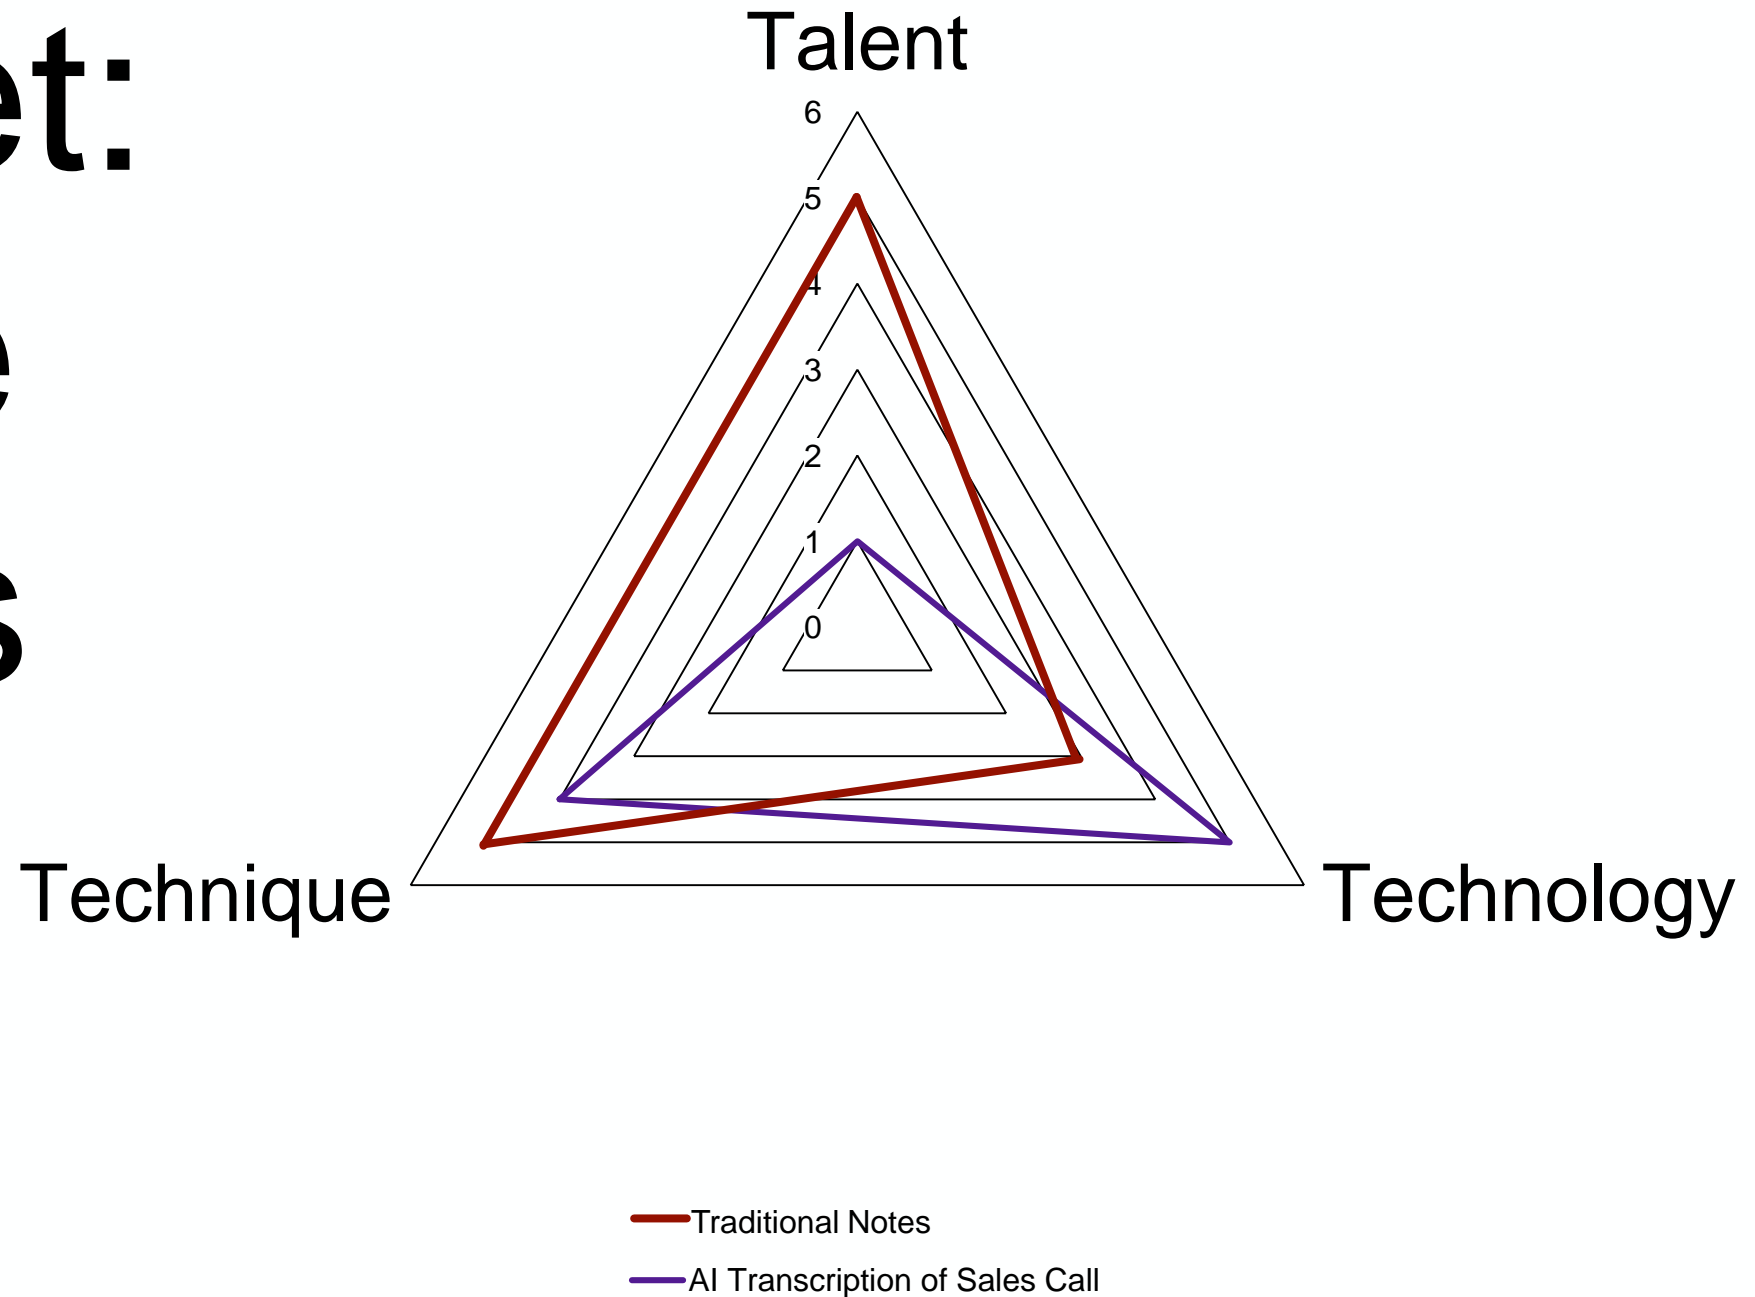 et:
e
s
Talent
6
5
4
3
2
1
0
Technique
Technology
Traditional Notes
AI Transcription of Sales Call